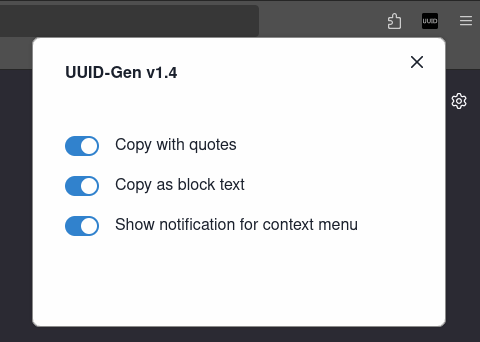 UUID
UUID-Gen v1.4
Copy with quotes
Copy as block text
Show notification for context menu